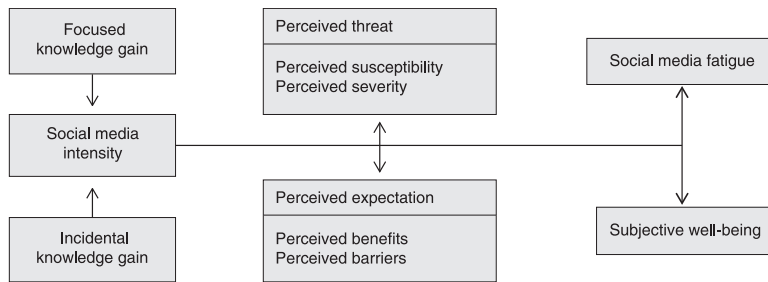 Focused
knowledge gain
Social media
intensity
Incidental
knowledge gain
Perceived threat
Perceived susceptibility
Perceived severity
Perceived expectation
Perceived benefits
Perceived barriers
Social media fatigue
Subjective well-being